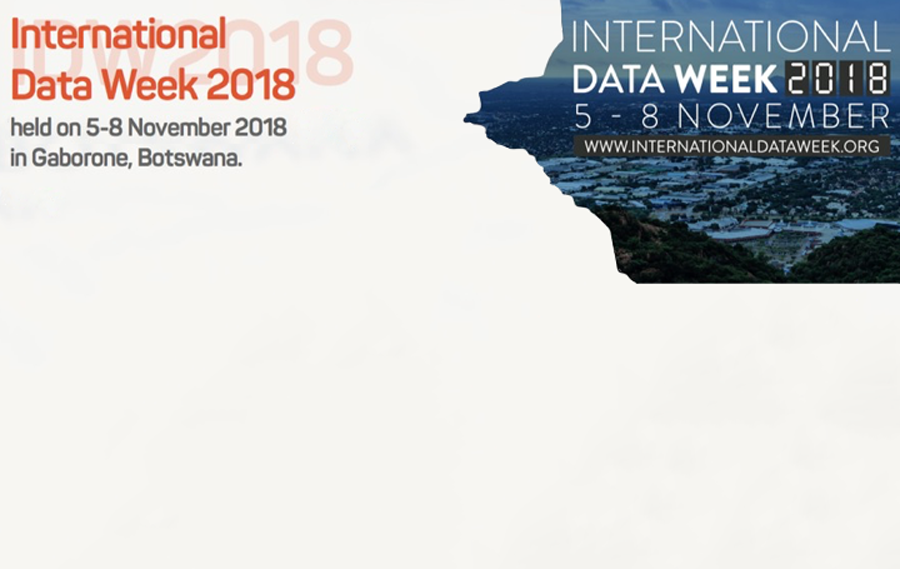 IDW2018
International
Data Week 2018
held on 5-8 November 2018
in Gaborone, Botswana.
INTERNATIONAL
DATA WEEK 2018
5 - 8 NOVEMBER
WWW.INTERNATIONALDATAWEEK.ORG